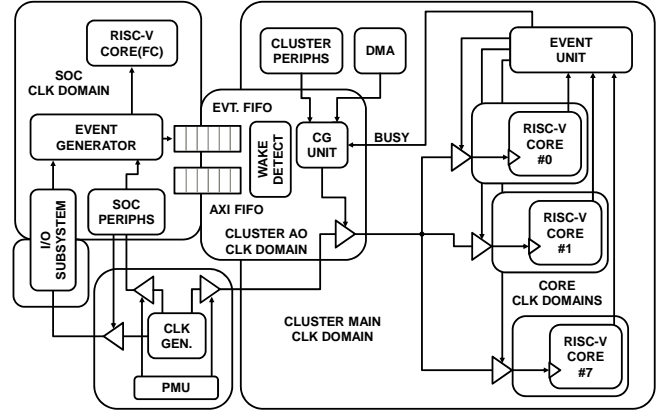 RISC-V
CORE(FC)
SOC
CLK DOMAIN
EVENT
GENERATOR
I/O
SUBSYSTEM
SOC
PERIPHS
CLK
GEN.
PMU
CLUSTER
PERIPHS
DMA
EVT. FIFO
WAKE
DETECT
CG
UNIT
BUSY
AXI FIFO
CLUSTER AO
CLK DOMAIN
CLUSTER MAIN
CLK DOMAIN
EVENT
UNIT
RISC-V
CORE
#0
RISC-V
CORE
#1
CORE
CLK DOMAINS
RISC-V
CORE
#7